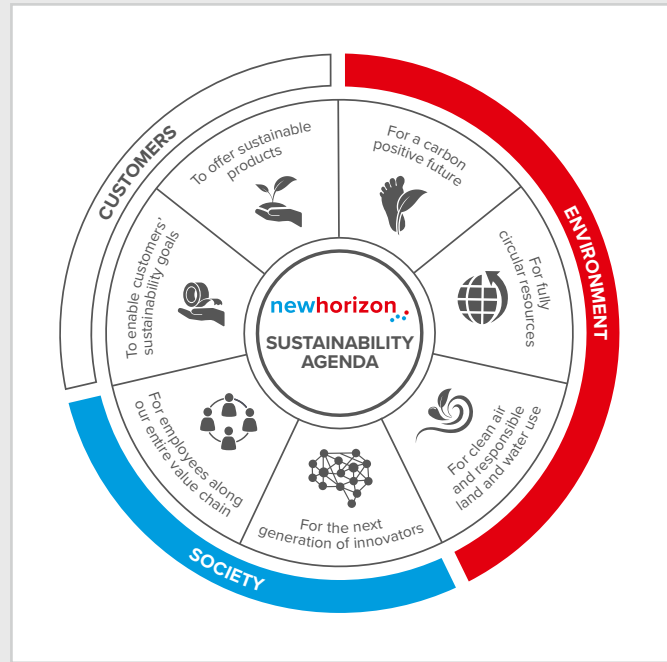 CUSTOMERS
To offer sustainable
products
For a carbon
positive future
ENVIRONMENT
For fully
circular resources
To enable customers'
sustainability goals
newhorizon
SUSTAINABILITY
AGENDA
For clean air
and responsible
land and water use
For employees along
our entire value chain
For the next
generation of innovators
SOCIETY